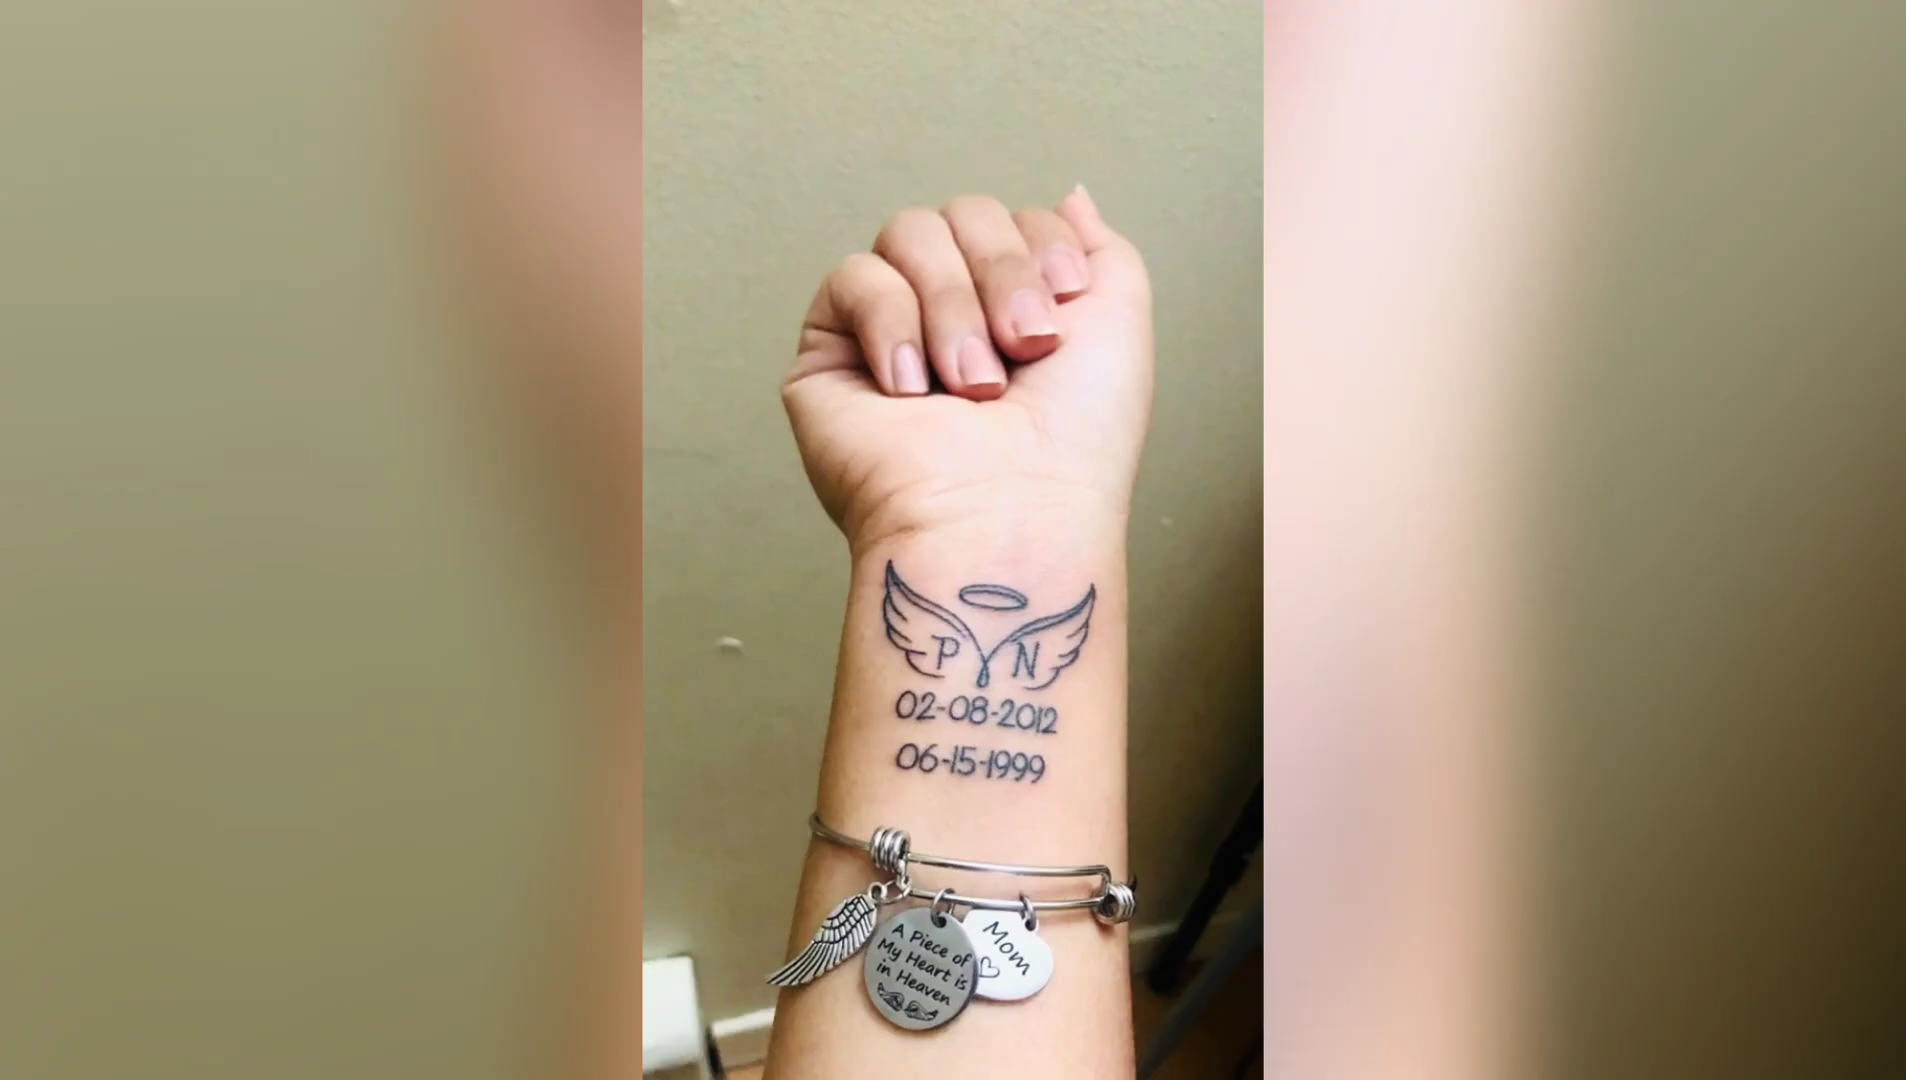 P N
02-08-2012
06-15-1999
A Piece of
My Heart is
in Heaven
Mom